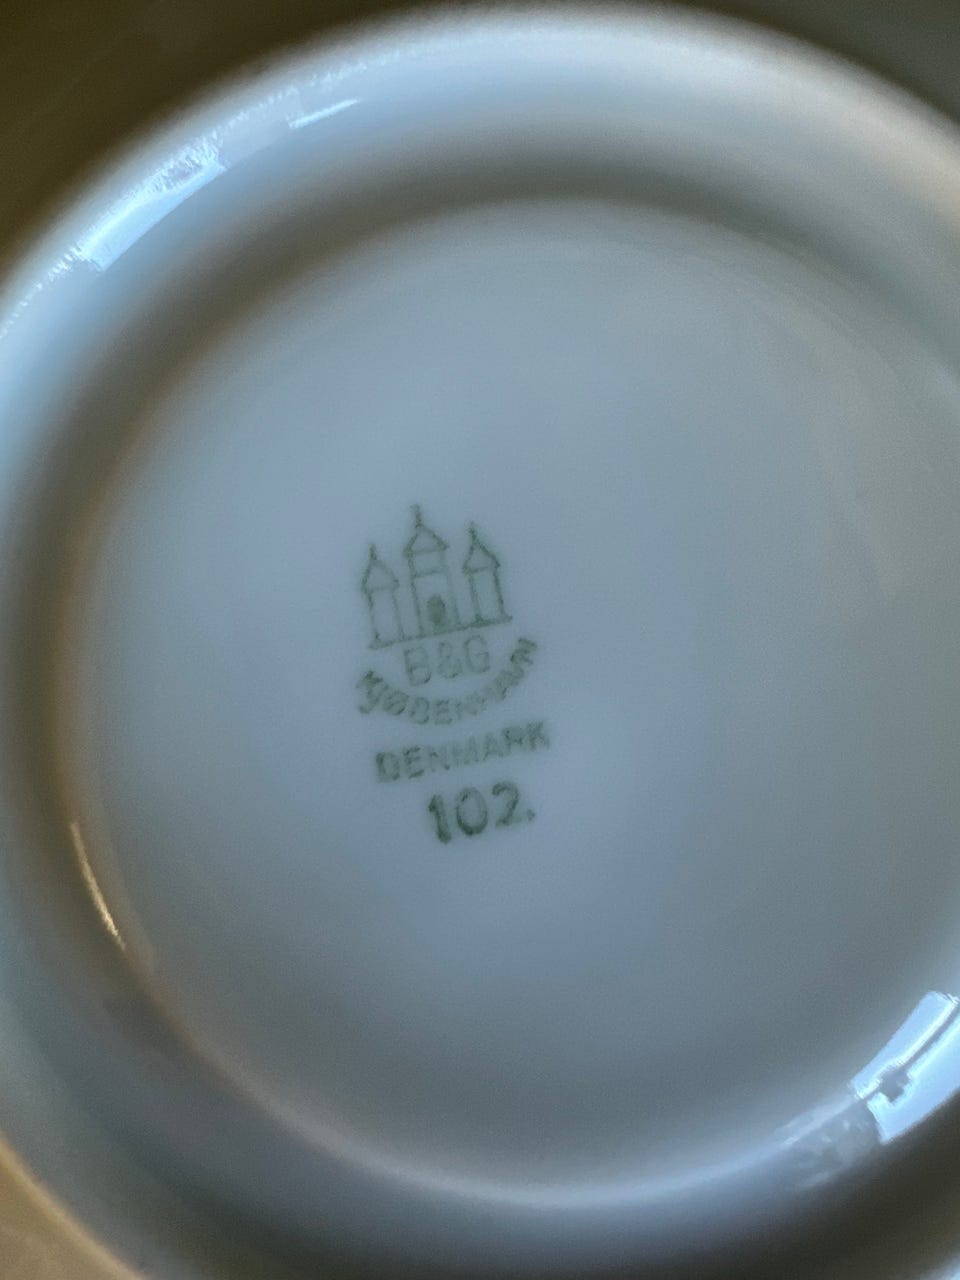 B&G
KJØBENHAVN
DENMARK
102.